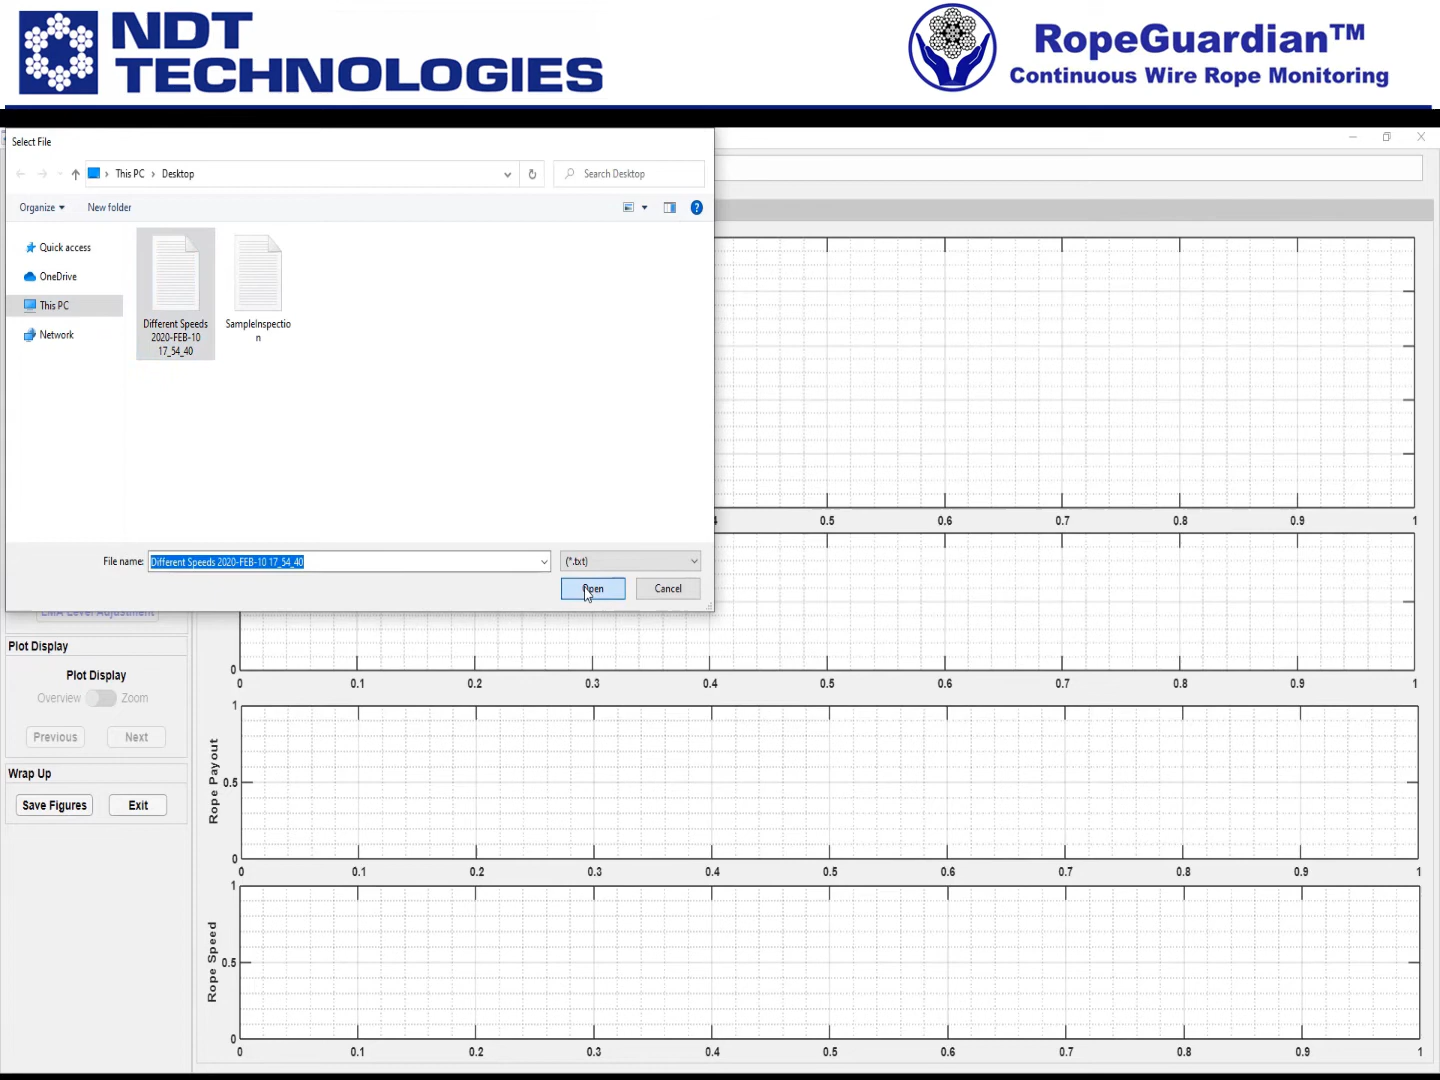 NDT
TECHNOLOGIES
RopeGuardian™
Continuous Wire Rope Monitoring
Select File
This PC > Desktop
Search Desktop
Organize
New folder
?
Quick access
OneDrive
This PC
Network
Different Speeds
2020-FEB-10
17_54_40
SampleInspectio
n
File name:
Different Speeds 2020-FEB-10 17_54_40
(*.txt)
Open
Cancel
LMA Level Adjustment
Plot Display
Plot Display
Overview
Zoom
Previous
Next
Wrap Up
Save Figures
Exit
4 0.5 0.6 0.7 0.8 0.9 1
0
0 0.1 0.2 0.3 0.4 0.5 0.6 0.7 0.8 0.9 1
Rope Payout
1
0.5
0
0 0.1 0.2 0.3 0.4 0.5 0.6 0.7 0.8 0.9 1
Rope Speed
1
0.5
0
0 0.1 0.2 0.3 0.4 0.5 0.6 0.7 0.8 0.9 1